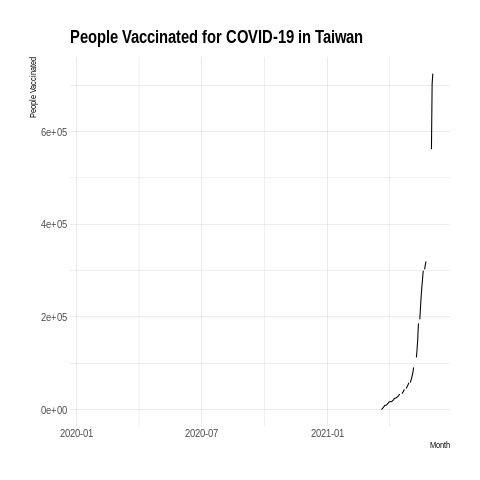 People Vaccinated for COVID-19 in Taiwan
People Vaccinated
6e+05
4e+05
2e+05
0e+00
2020-01 2020-07 2021-01
Month